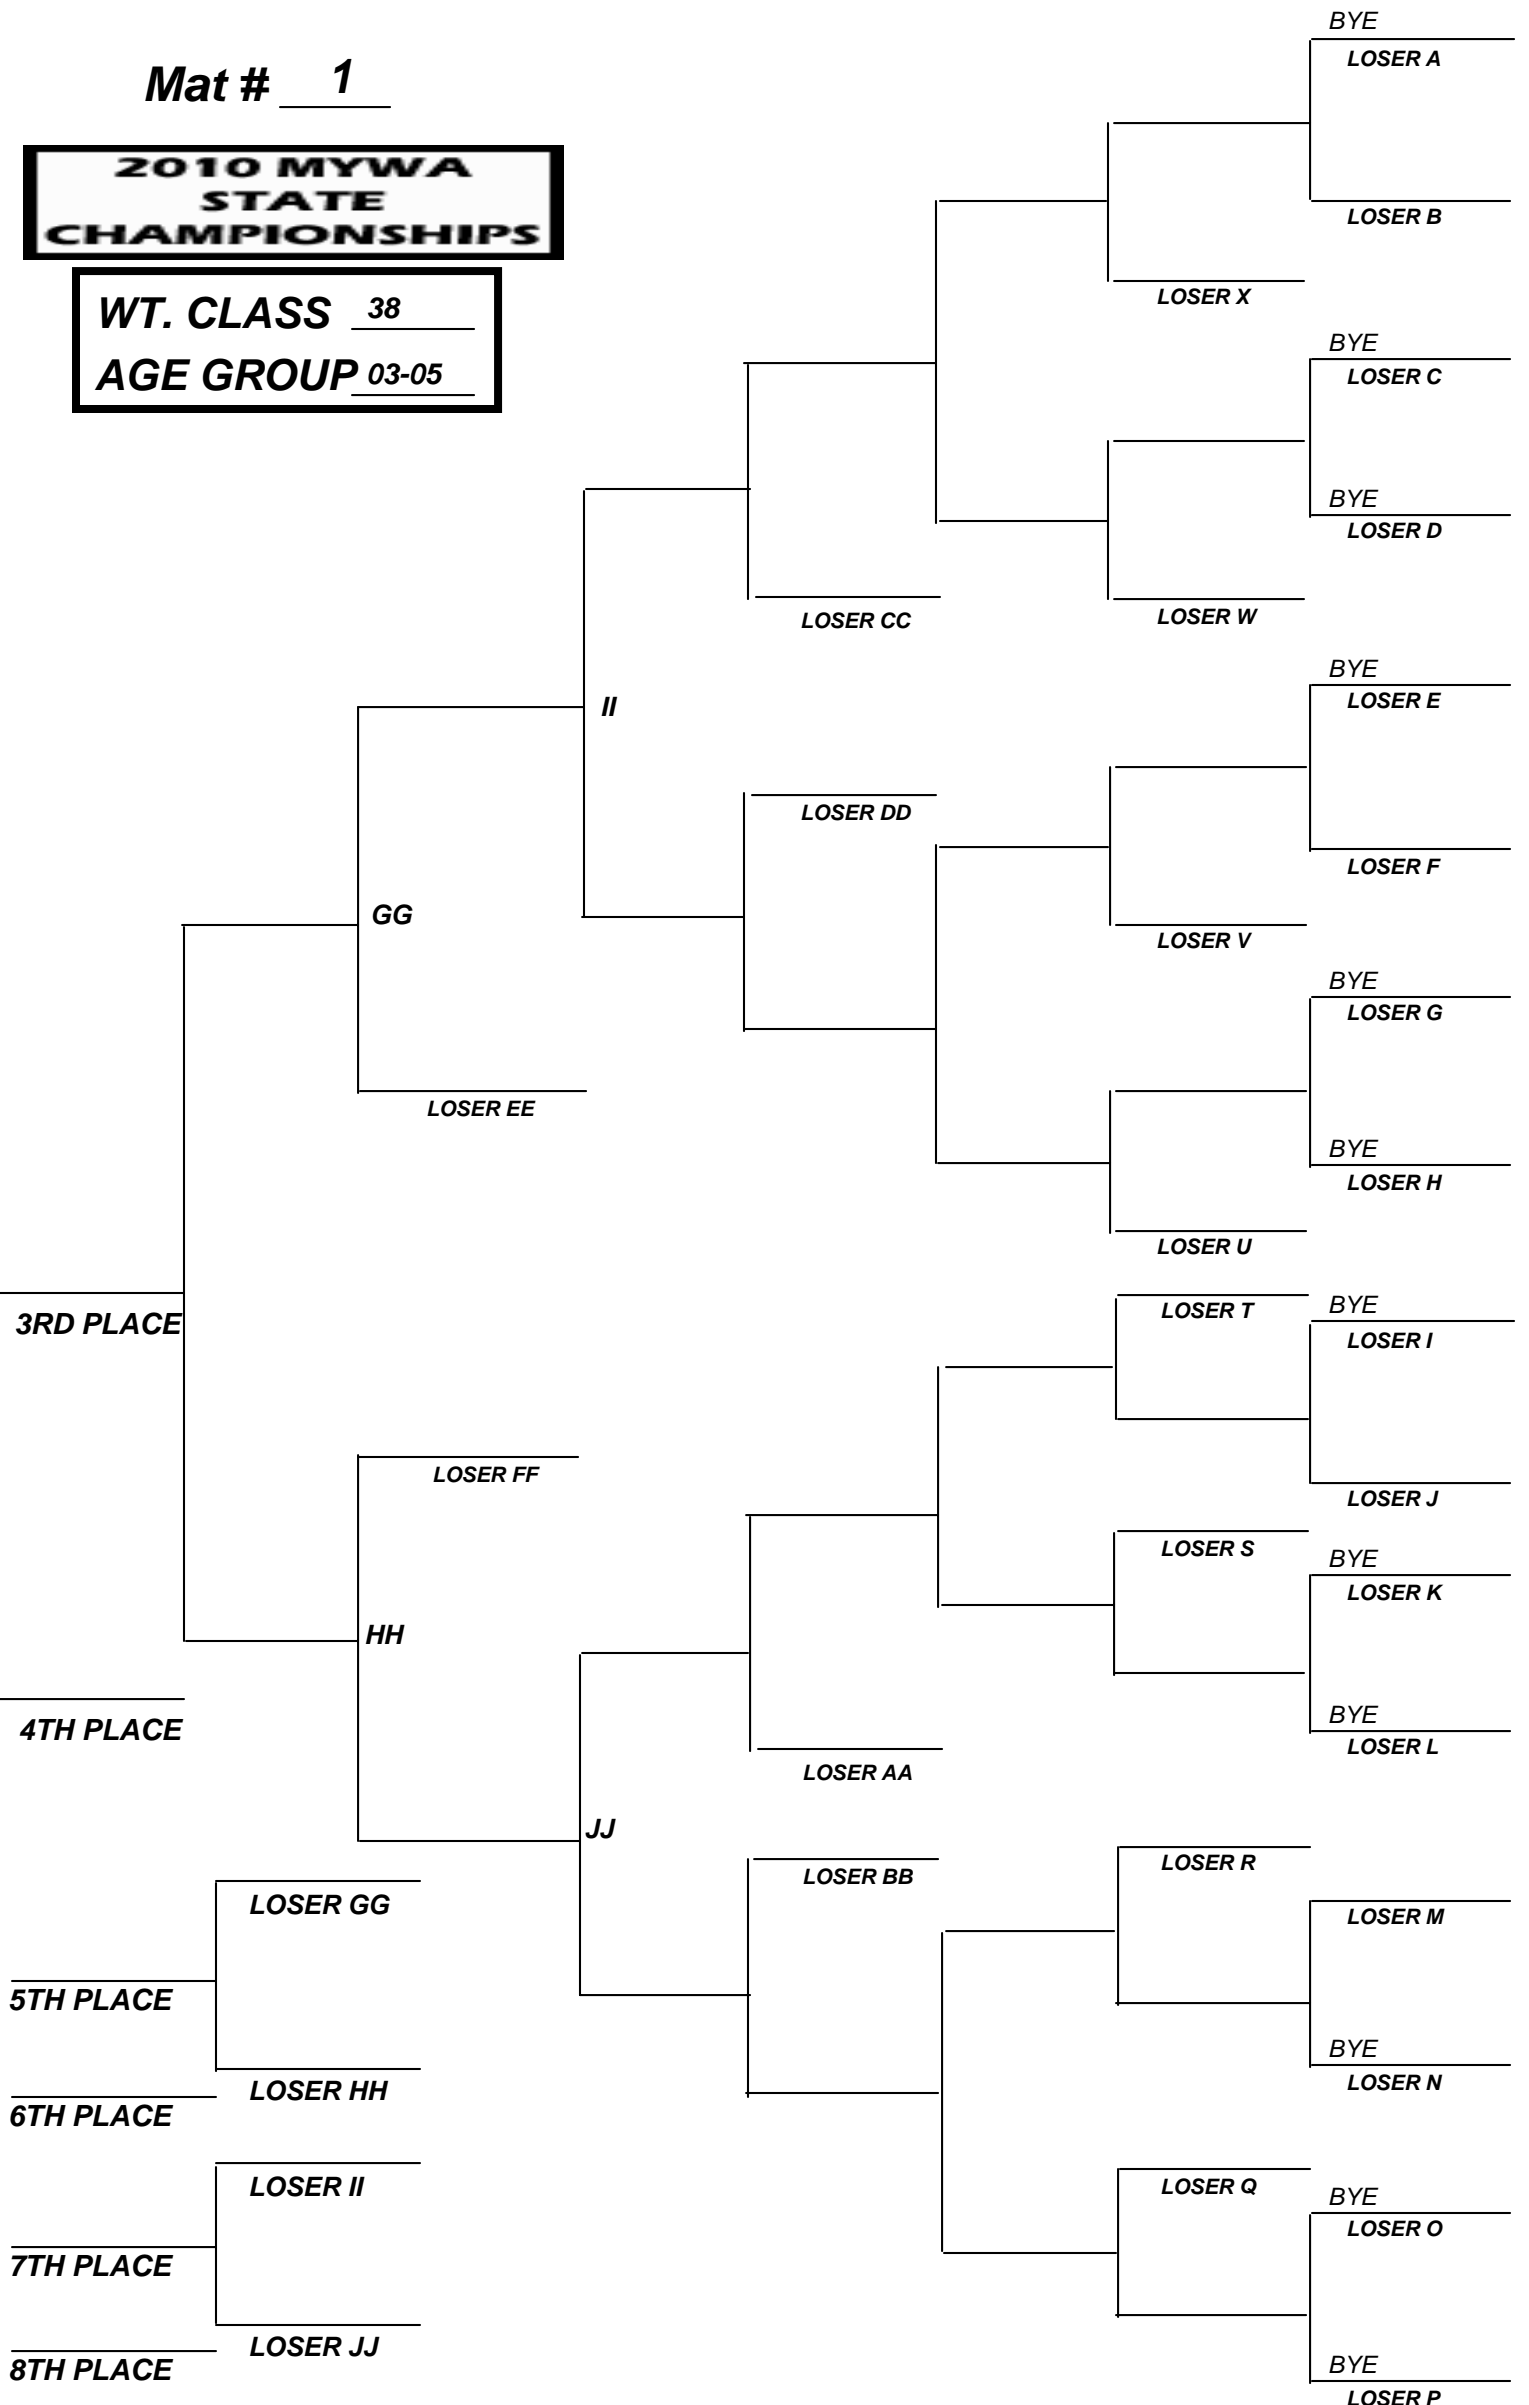 Mat # 1
2010 MYWA
STATE
CHAMPIONSHIPS
WT. CLASS 38
AGE GROUP 03-05
BYE
LOSER A
LOSER B
LOSER X
BYE
LOSER C
BYE
LOSER D
LOSER CC
LOSER W
BYE
LOSER E
II
LOSER DD
LOSER F
GG
LOSER V
BYE
LOSER G
LOSER EE
BYE
LOSER H
LOSER U
3RD PLACE
LOSER T
BYE
LOSER I
LOSER FF
LOSER J
LOSER S
BYE
LOSER K
HH
4TH PLACE
BYE
LOSER L
LOSER AA
JJ
LOSER BB
LOSER R
LOSER GG
LOSER M
5TH PLACE
BYE
LOSER HH
LOSER N
6TH PLACE
LOSER II
LOSER Q
BYE
LOSER O
7TH PLACE
LOSER JJ
8TH PLACE
BYE
LOSER P